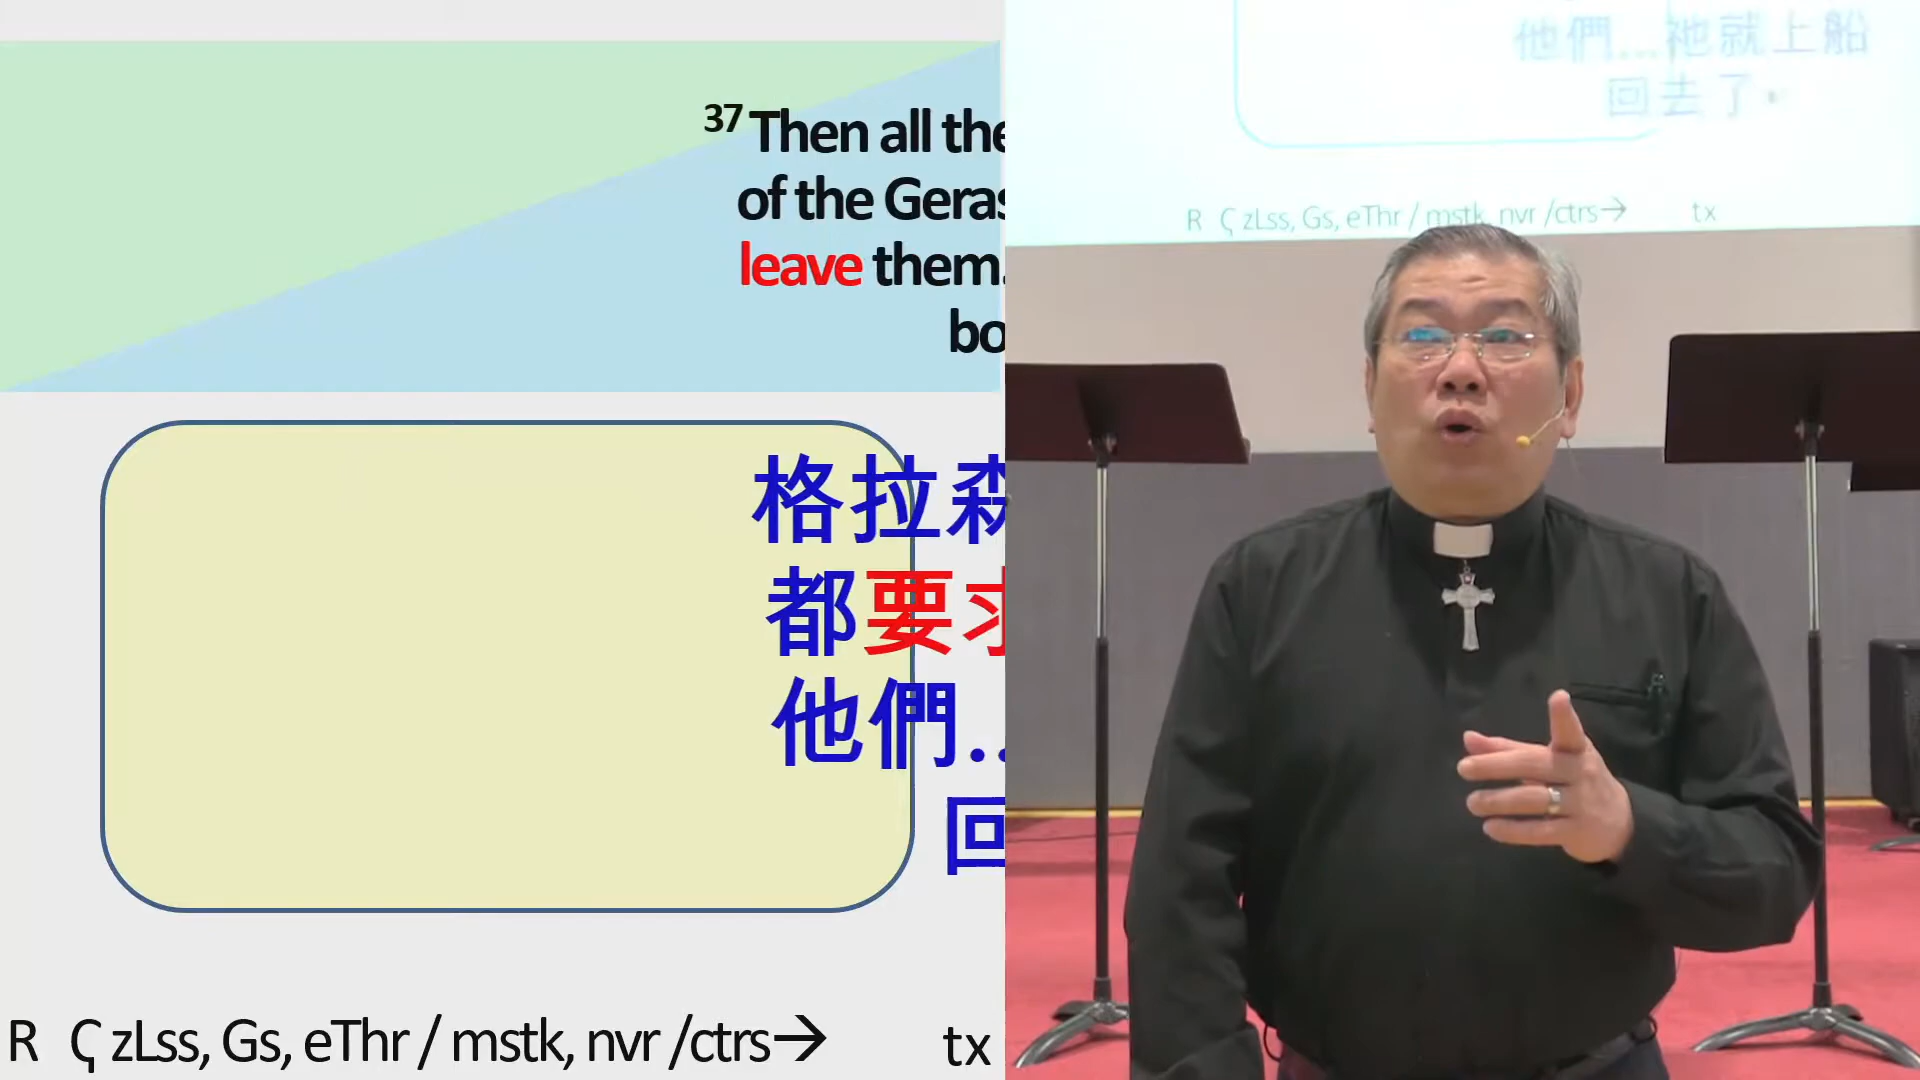 37 Then all the
of the Geras
leave them.
bo
格拉森
都要求
他們..
回
R Ϛ zLss, Gs, eThr / mstk, nvr /ctrs→ tx
他們...祂就上船
回去了。
R Ϛ zLss, Gs, eThr / mstk, nvr /ctrs→ tx